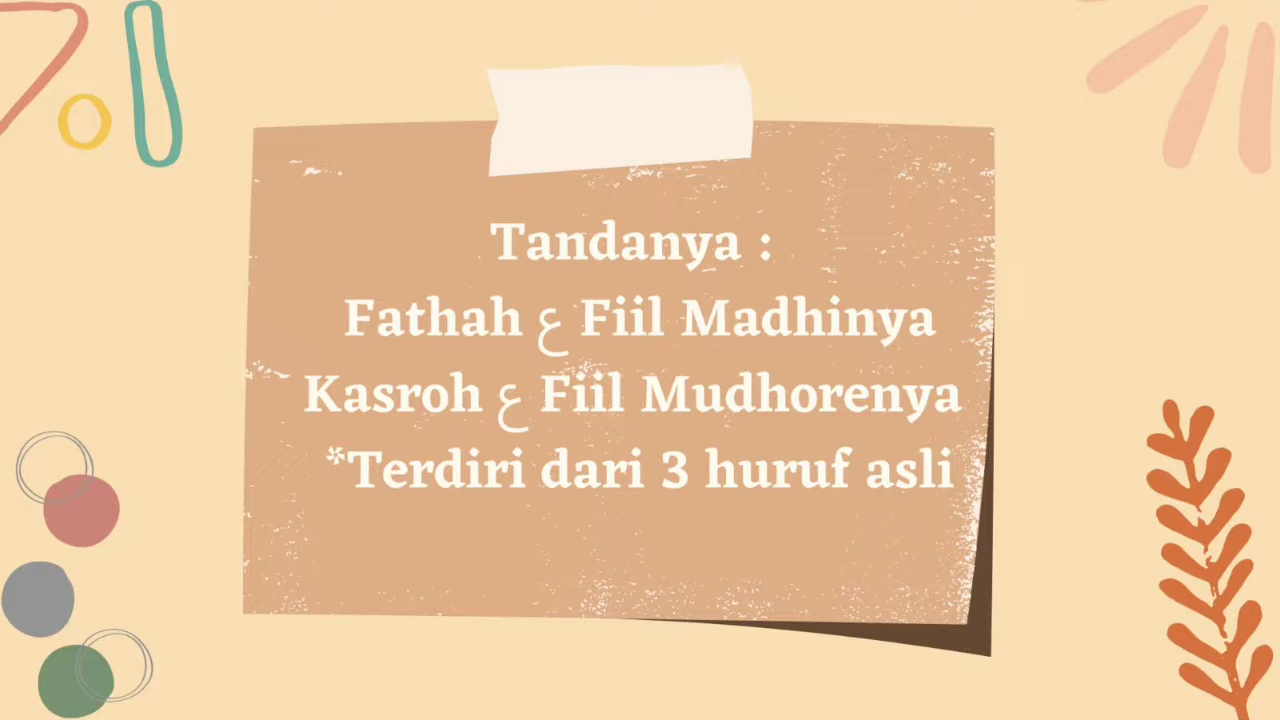 Tandanya :
Fathah ع Fiil Madhinya
Kasroh ع Fiil Mudhorenya
*Terdiri dari 3 huruf asli